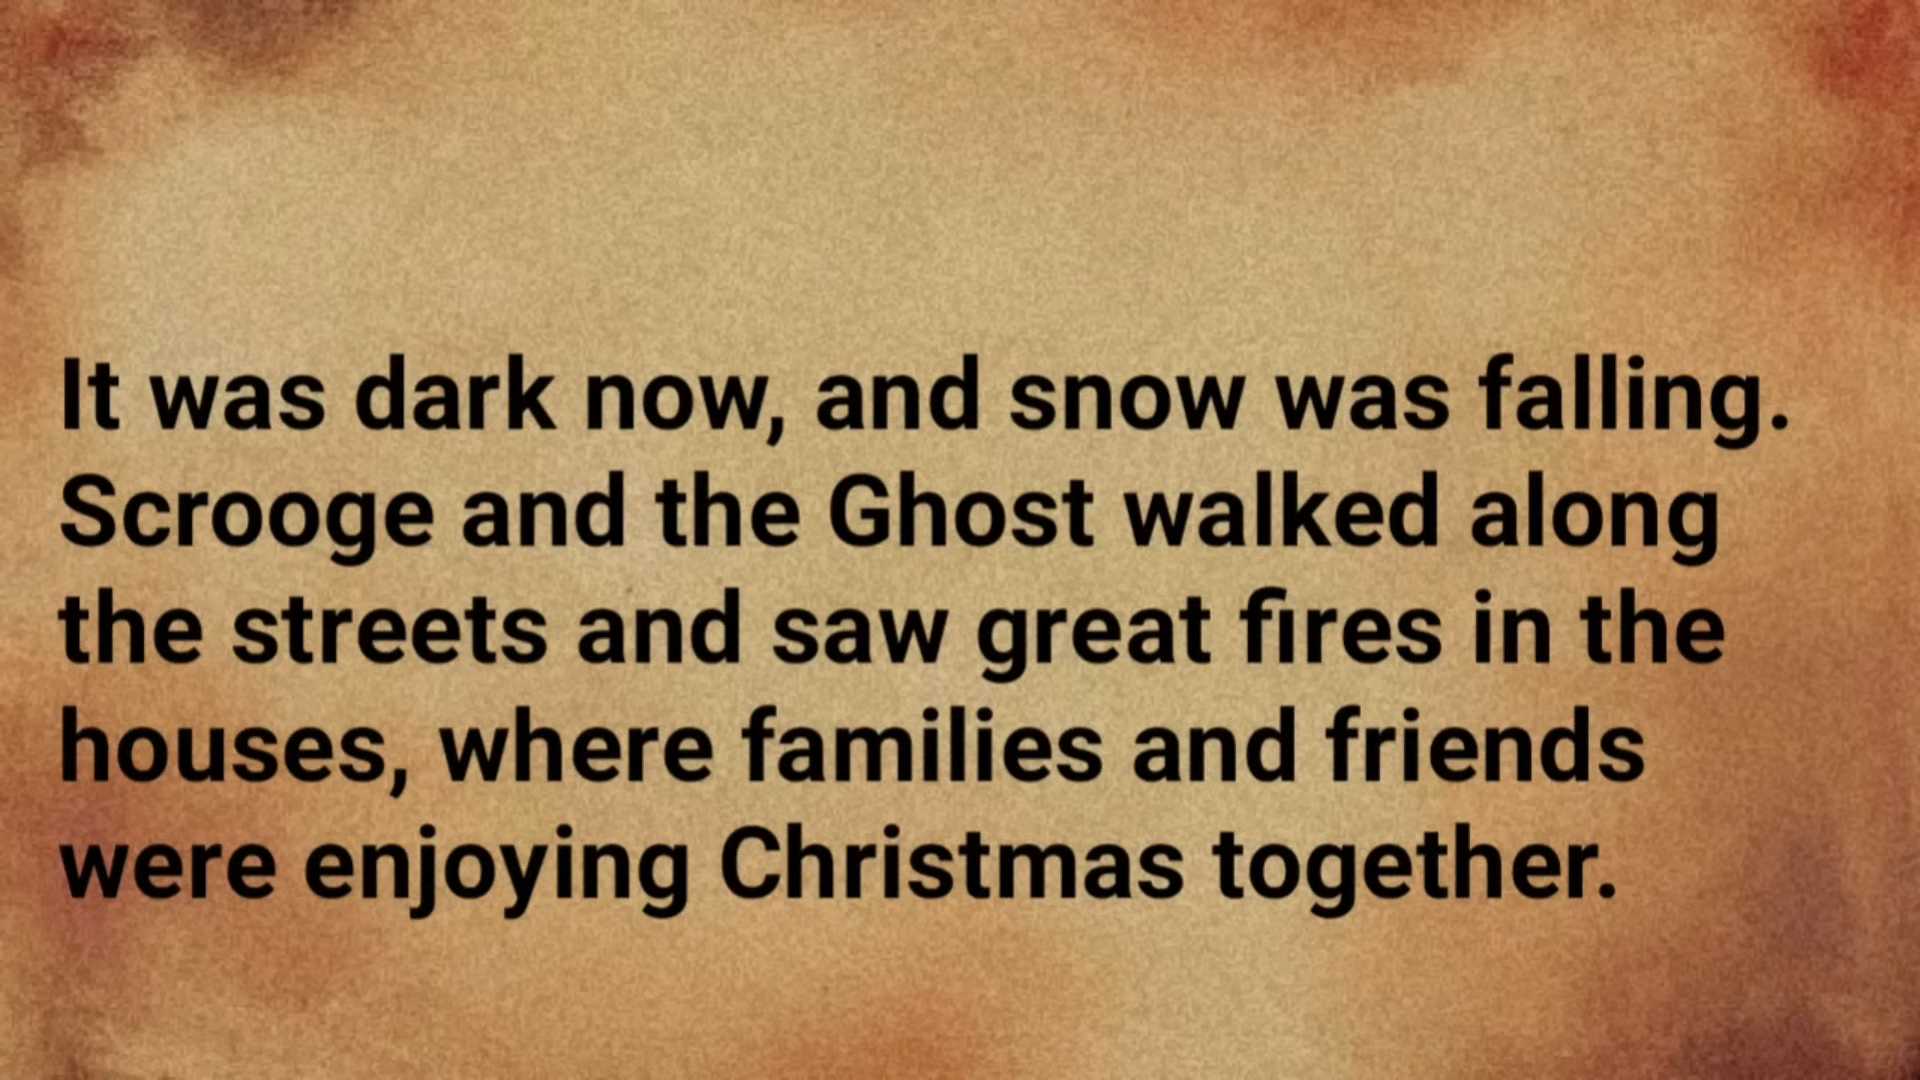 It was dark now, and snow was falling.
Scrooge and the Ghost walked along
the streets and saw great fires in the
houses, where families and friends
were enjoying Christmas together.